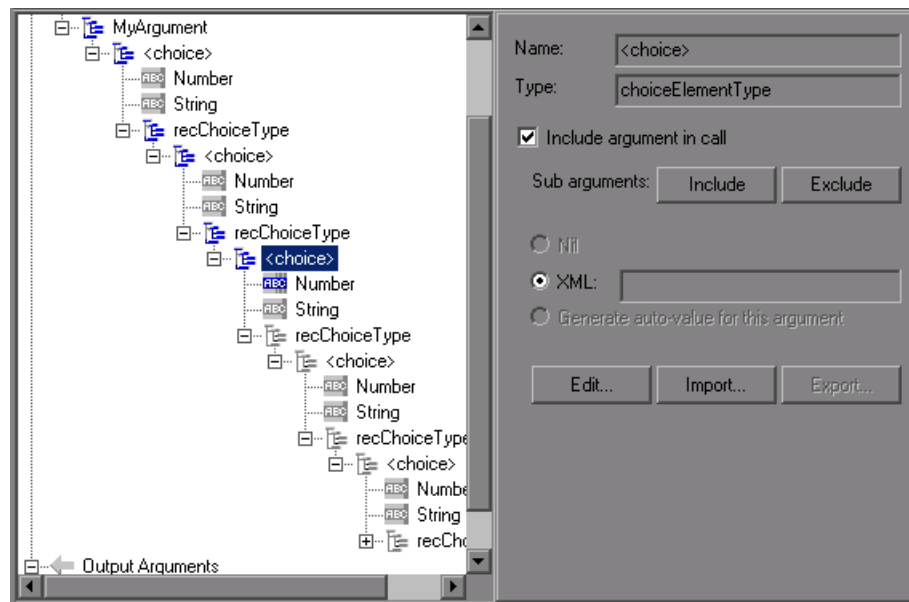 MyArgument
<choice>
Number
String
recChoiceType
<choice>
Number
String
recChoiceType
<choice>
Number
String
recChoiceType
<choice>
Number
String
recChoiceType
<choice>
Numbe
String
recCho
Output Arguments
Name: <choice>
Type: choiceElementType
Include argument in call
Sub arguments: Include Exclude
Nil
XML:
Generate auto-value for this argument
Edit... Import... Export...